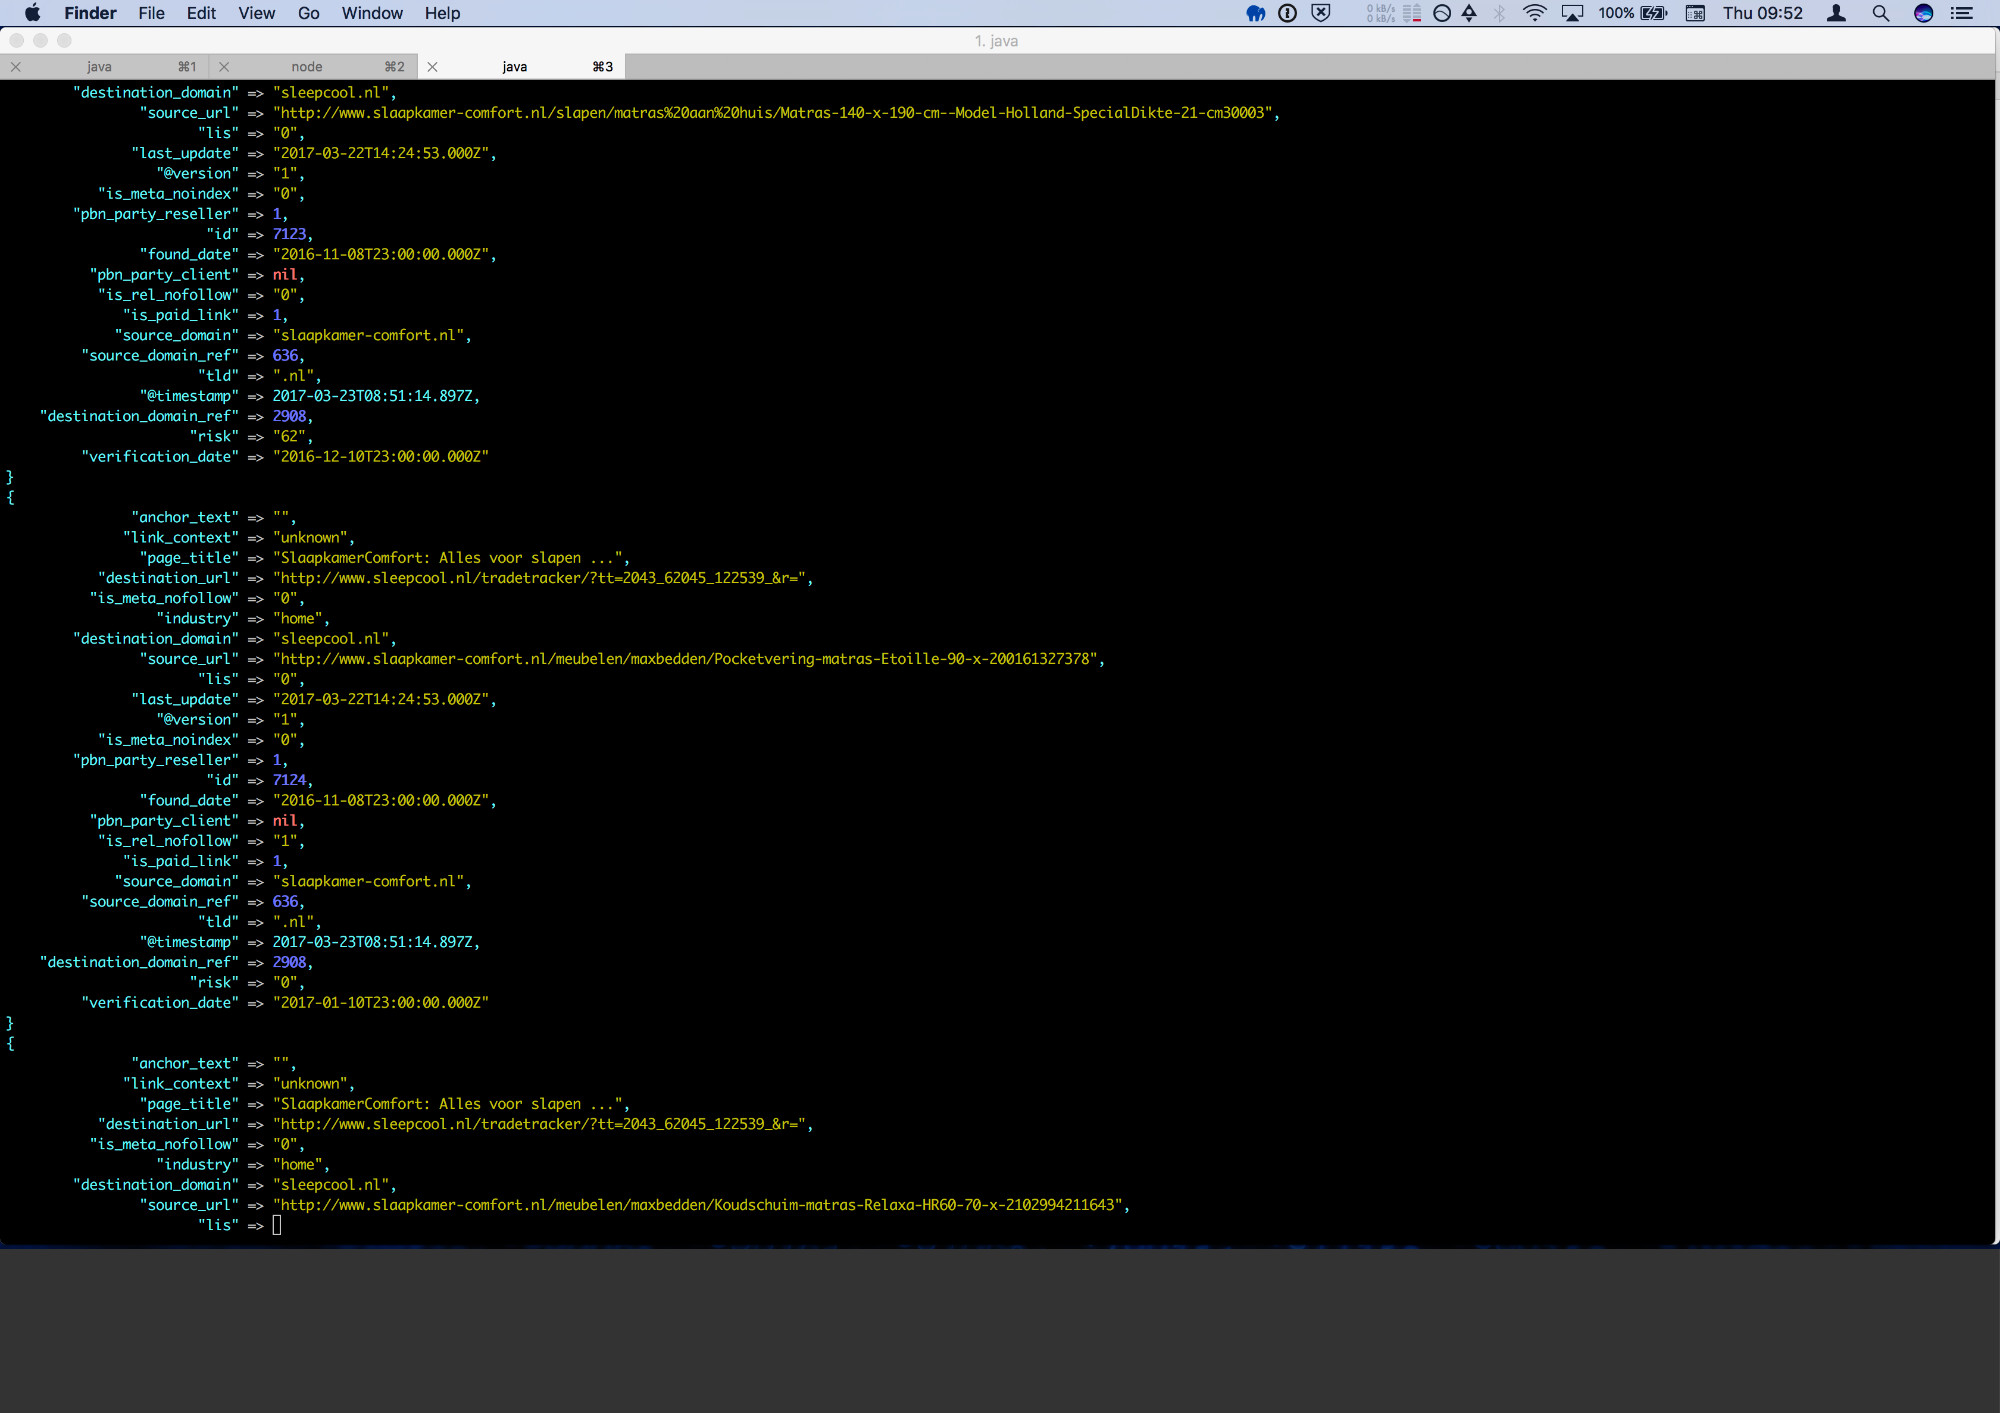 Finder File Edit View Go Window Help 0 kB/s 0 kB/s 100% Thu 09:52
1. java
java ⌘1 node ⌘2 java ⌘3
"destination_domain" => "sleepcool.nl",
"source_url" => "http://www.slaapkamer-comfort.nl/slapen/matras%20aan%20huis/Matras-140-x-190-cm--Model-Holland-SpecialDikte-21-cm30003",
"lis" => "0",
"last_update" => "2017-03-22T14:24:53.000Z",
"@version" => "1",
"is_meta_noindex" => "0",
"pbn_party_reseller" => 1,
"id" => 7123,
"found_date" => "2016-11-08T23:00:00.000Z",
"pbn_party_client" => nil,
"is_rel_nofollow" => "0",
"is_paid_link" => 1,
"source_domain" => "slaapkamer-comfort.nl",
"source_domain_ref" => 636,
"tld" => ".nl",
"@timestamp" => 2017-03-23T08:51:14.897Z,
"destination_domain_ref" => 2908,
"risk" => "62",
"verification_date" => "2016-12-10T23:00:00.000Z"
}
{
"anchor_text" => "",
"link_context" => "unknown",
"page_title" => "SlaapkamerComfort: Alles voor slapen ...",
"destination_url" => "http://www.sleepcool.nl/tradetracker/?tt=2043_62045_122539_&r=",
"is_meta_nofollow" => "0",
"industry" => "home",
"destination_domain" => "sleepcool.nl",
"source_url" => "http://www.slaapkamer-comfort.nl/meubelen/maxbedden/Pocketvering-matras-Etoille-90-x-200161327378",
"lis" => "0",
"last_update" => "2017-03-22T14:24:53.000Z",
"@version" => "1",
"is_meta_noindex" => "0",
"pbn_party_reseller" => 1,
"id" => 7124,
"found_date" => "2016-11-08T23:00:00.000Z",
"pbn_party_client" => nil,
"is_rel_nofollow" => "1",
"is_paid_link" => 1,
"source_domain" => "slaapkamer-comfort.nl",
"source_domain_ref" => 636,
"tld" => ".nl",
"@timestamp" => 2017-03-23T08:51:14.897Z,
"destination_domain_ref" => 2908,
"risk" => "0",
"verification_date" => "2017-01-10T23:00:00.000Z"
}
{
"anchor_text" => "",
"link_context" => "unknown",
"page_title" => "SlaapkamerComfort: Alles voor slapen ...",
"destination_url" => "http://www.sleepcool.nl/tradetracker/?tt=2043_62045_122539_&r=",
"is_meta_nofollow" => "0",
"industry" => "home",
"destination_domain" => "sleepcool.nl",
"source_url" => "http://www.slaapkamer-comfort.nl/meubelen/maxbedden/Koudschuim-matras-Relaxa-HR60-70-x-2102994211643",
"lis" =>